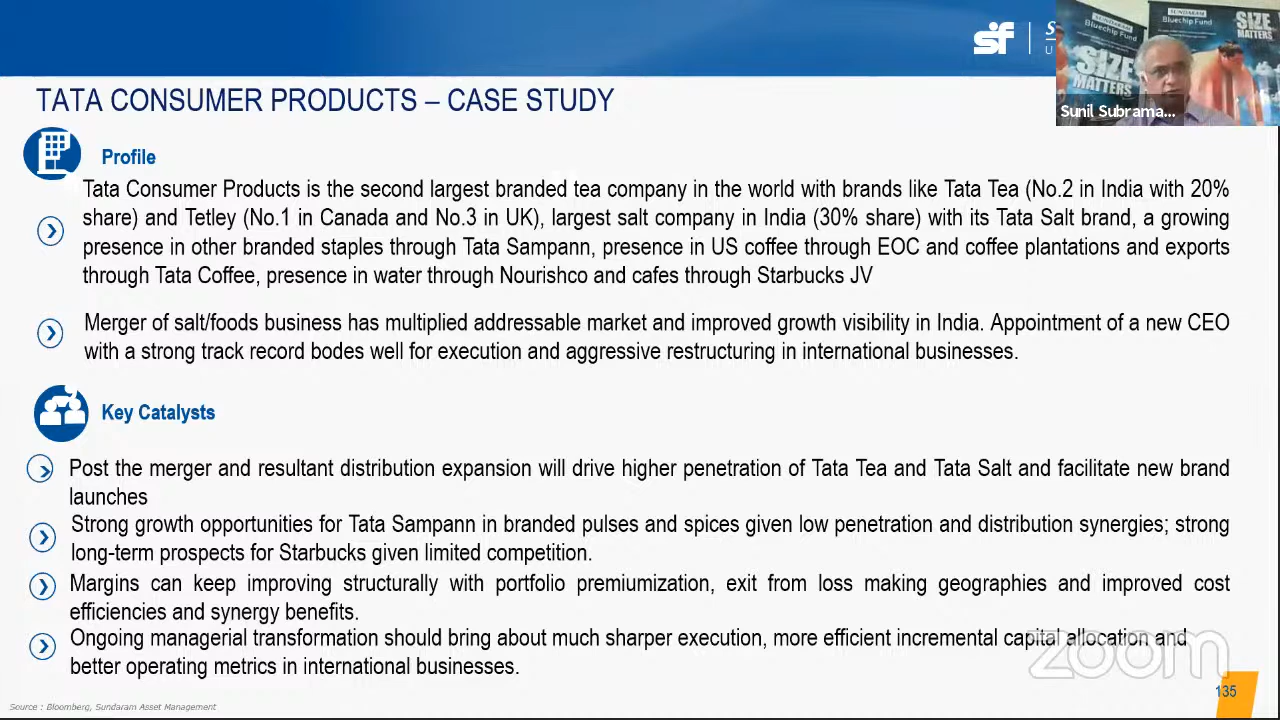 sf
S
U
TATA CONSUMER PRODUCTS – CASE STUDY
SUNDARAM
Bluechip Fund
SIZE
MATTERS
SUNDARAM
Bluechip Fund
SIZE
MATTERS
Sunil Subrama...
Profile
Tata Consumer Products is the second largest branded tea company in the world with brands like Tata Tea (No.2 in India with 20%
share) and Tetley (No.1 in Canada and No.3 in UK), largest salt company in India (30% share) with its Tata Salt brand, a growing
presence in other branded staples through Tata Sampann, presence in US coffee through EOC and coffee plantations and exports
through Tata Coffee, presence in water through Nourishco and cafes through Starbucks JV
Merger of salt/foods business has multiplied addressable market and improved growth visibility in India. Appointment of a new CEO
with a strong track record bodes well for execution and aggressive restructuring in international businesses.
Key Catalysts
Post the merger and resultant distribution expansion will drive higher penetration of Tata Tea and Tata Salt and facilitate new brand
launches
Strong growth opportunities for Tata Sampann in branded pulses and spices given low penetration and distribution synergies; strong
long-term prospects for Starbucks given limited competition.
Margins can keep improving structurally with portfolio premiumization, exit from loss making geographies and improved cost
efficiencies and synergy benefits.
Ongoing managerial transformation should bring about much sharper execution, more efficient incremental capital allocation and
better operating metrics in international businesses.
zoom
135
Source : Bloomberg, Sundaram Asset Management